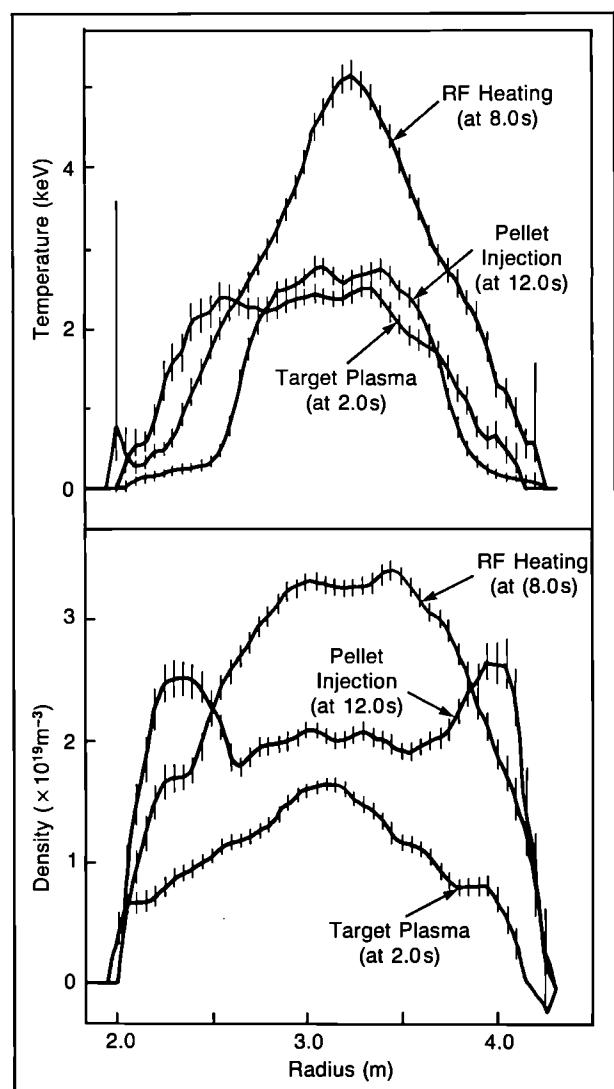 RF Heating
(at 8.0s)
4
Temperature (keV)
Pellet
Injection
(at 12.0s)
2
Target Plasma
(at 2.0s)
0
RF Heating
(at (8.0s)
3
Pellet
Injection
(at 12.0s)
2
Density (×10¹⁹m⁻³)
1
Target Plasma
(at 2.0s)
0
2.0 3.0 4.0
Radius (m)